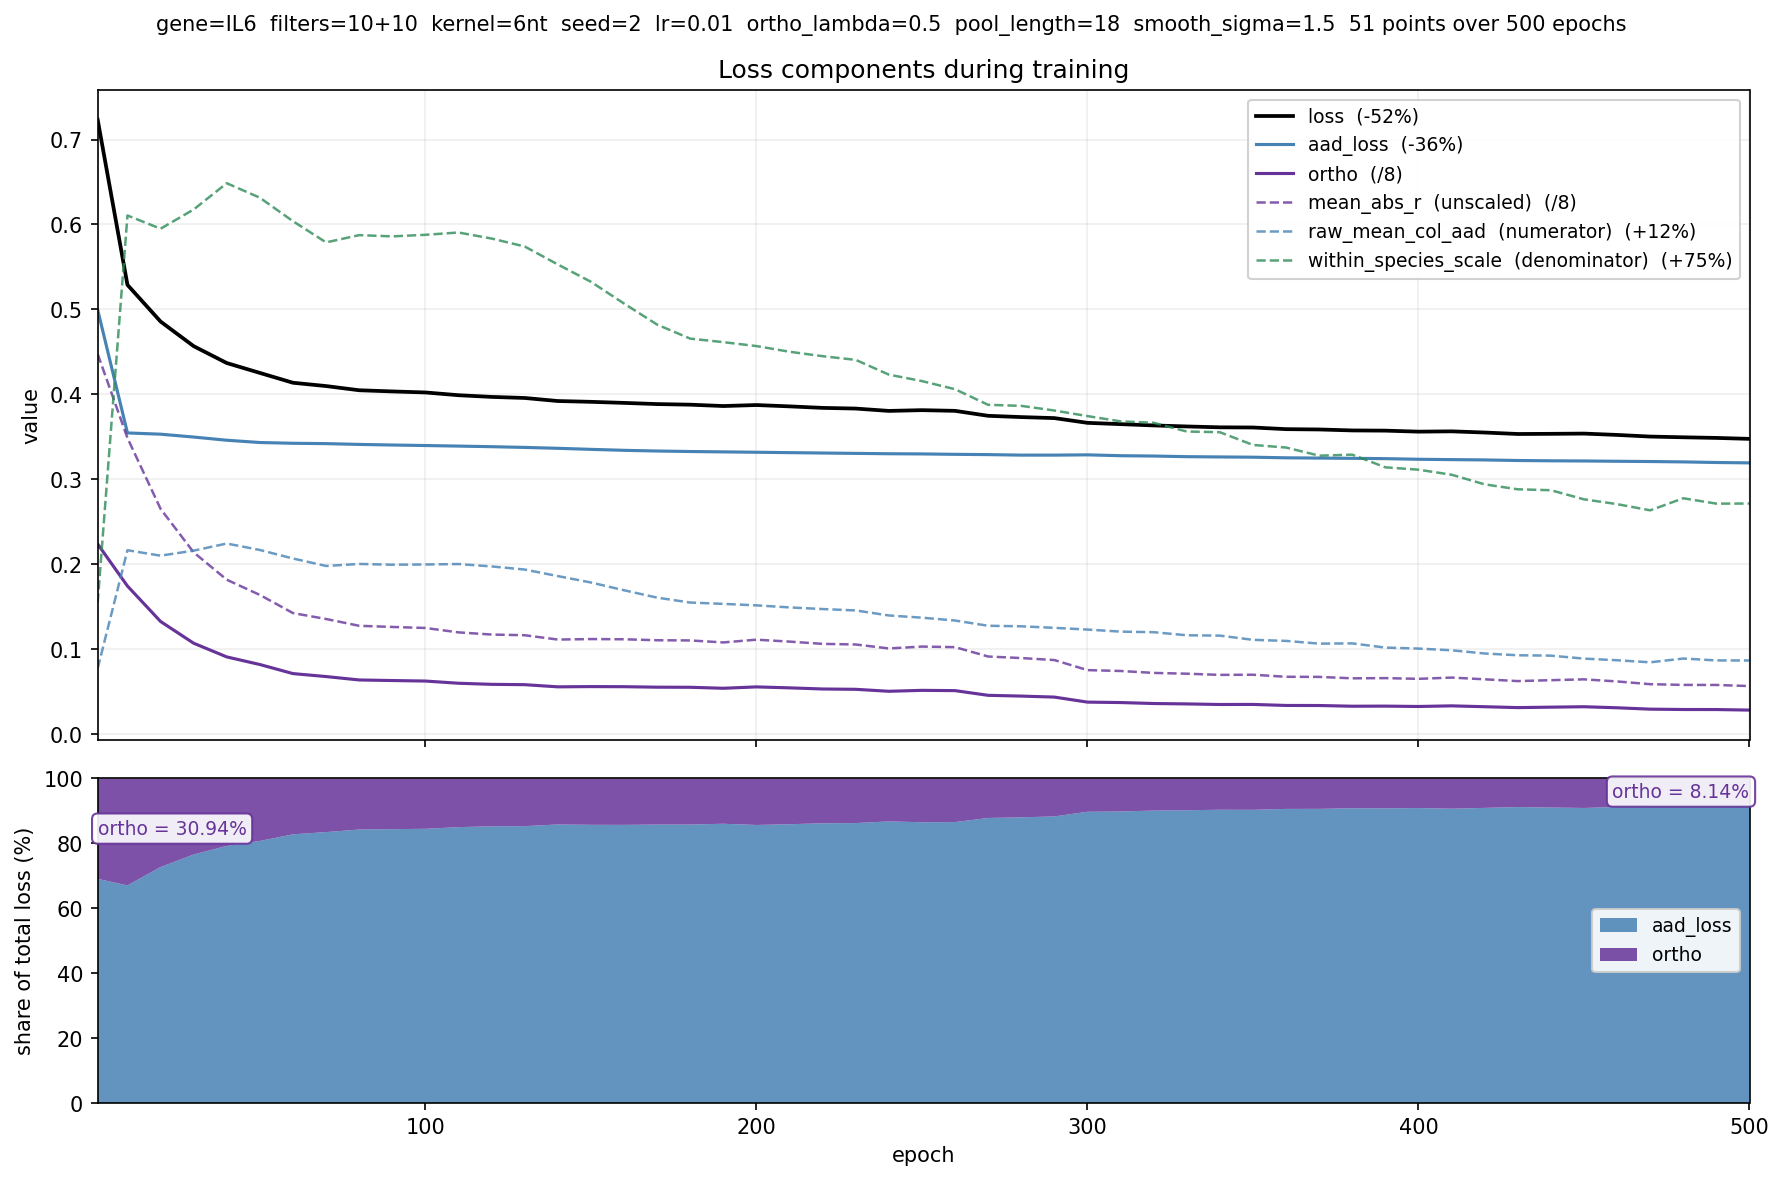 gene=IL6  filters=10+10  kernel=6nt  seed=2  lr=0.01  ortho_lambda=0.5  pool_length=18  smooth_sigma=1.5  51 points over 500 epochs
Loss components during training
loss  (-52%)
aad_loss  (-36%)
ortho  (/8)
mean_abs_r  (unscaled)  (/8)
raw_mean_col_aad  (numerator)  (+12%)
within_species_scale  (denominator)  (+75%)
value
0.7
0.6
0.5
0.4
0.3
0.2
0.1
0.0
share of total loss (%)
100
80
60
40
20
0
ortho = 30.94%
ortho = 8.14%
aad_loss
ortho
100
200
300
400
500
epoch